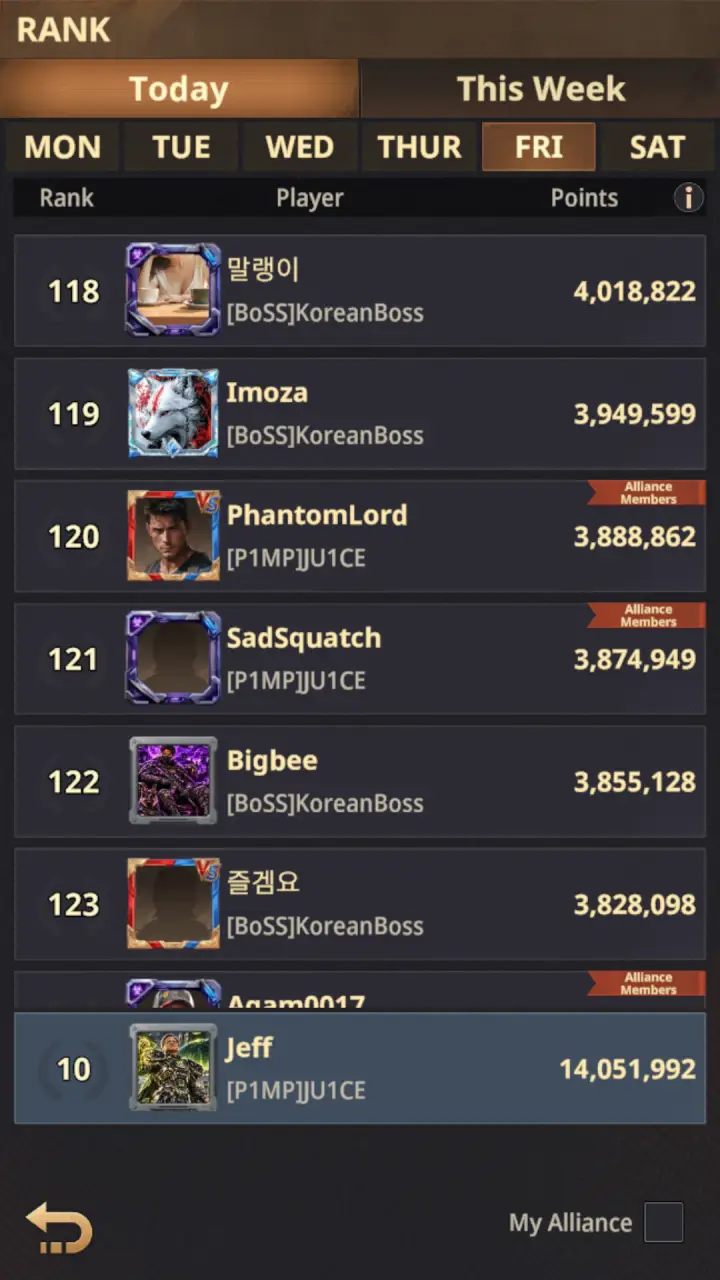 RANK
Today
This Week
MON TUE WED THUR FRI SAT
Rank Player Points i
118 말랭이 4,018,822
[BoSS]KoreanBoss
119 Imoza 3,949,599
[BoSS]KoreanBoss
Alliance Members
120 PhantomLord 3,888,862
[P1MP]JU1CE
Alliance Members
121 SadSquatch 3,874,949
[P1MP]JU1CE
122 Bigbee 3,855,128
[BoSS]KoreanBoss
123 즐겜요 3,828,098
[BoSS]KoreanBoss
Alliance Members
Agam0017
10 Jeff 14,051,992
[P1MP]JU1CE
My Alliance